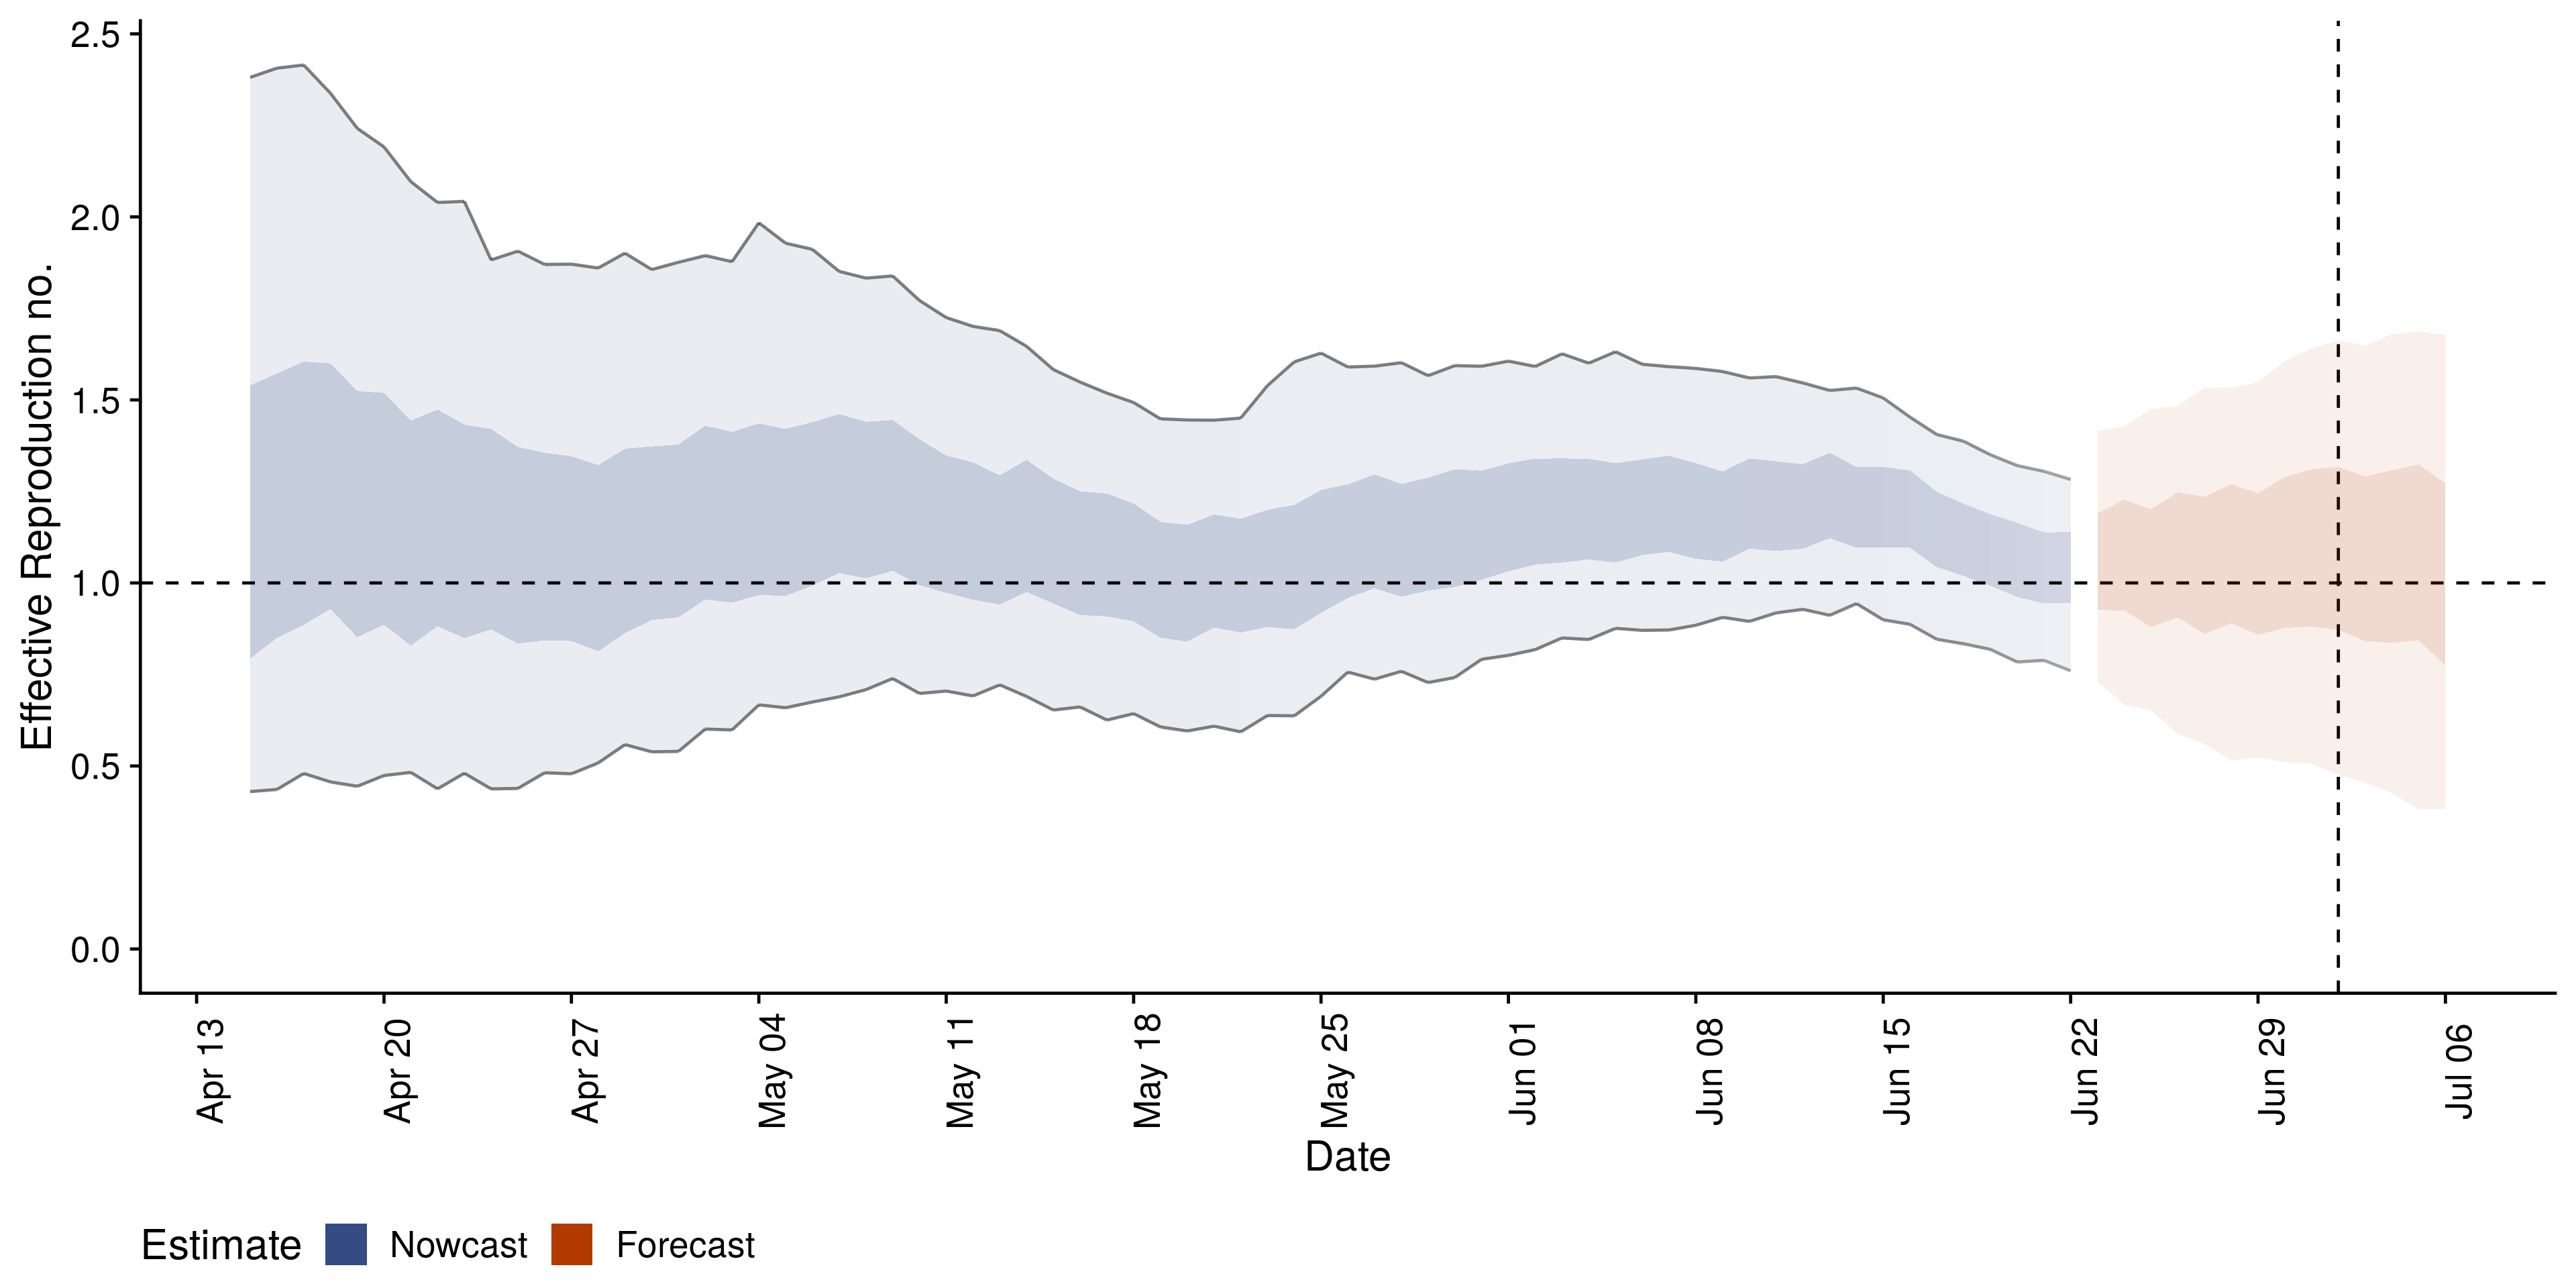 Effective Reproduction no.
2.5
2.0
1.5
1.0
0.5
0.0
Apr 13
Apr 20
Apr 27
May 04
May 11
May 18
May 25
Jun 01
Jun 08
Jun 15
Jun 22
Jun 29
Jul 06
Date
Estimate Nowcast Forecast